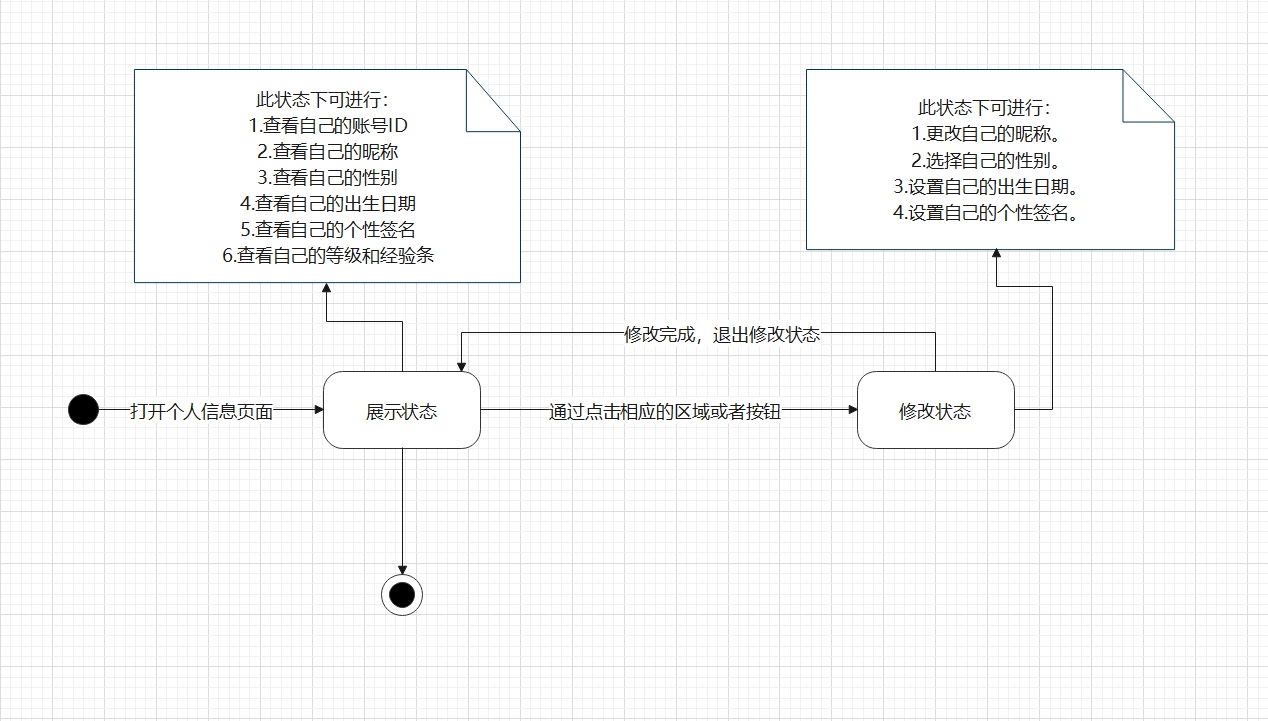 此状态下可进行：
1.查看自己的账号ID
2.查看自己的昵称
3.查看自己的性别
4.查看自己的出生日期
5.查看自己的个性签名
6.查看自己的等级和经验条
此状态下可进行：
1.更改自己的昵称。
2.选择自己的性别。
3.设置自己的出生日期。
4.设置自己的个性签名。
修改完成，退出修改状态
打开个人信息页面
展示状态
通过点击相应的区域或者按钮
修改状态